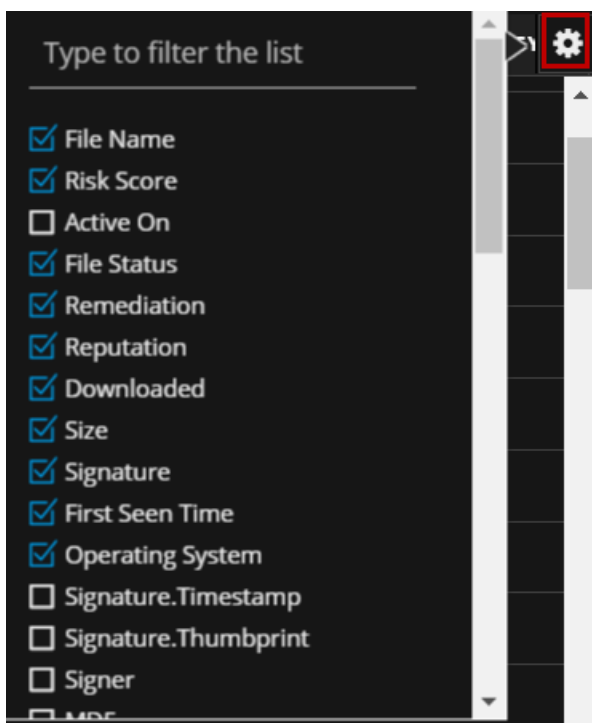 Type to filter the list
File Name
Risk Score
Active On
File Status
Remediation
Reputation
Downloaded
Size
Signature
First Seen Time
Operating System
Signature.Timestamp
Signature.Thumbprint
Signer